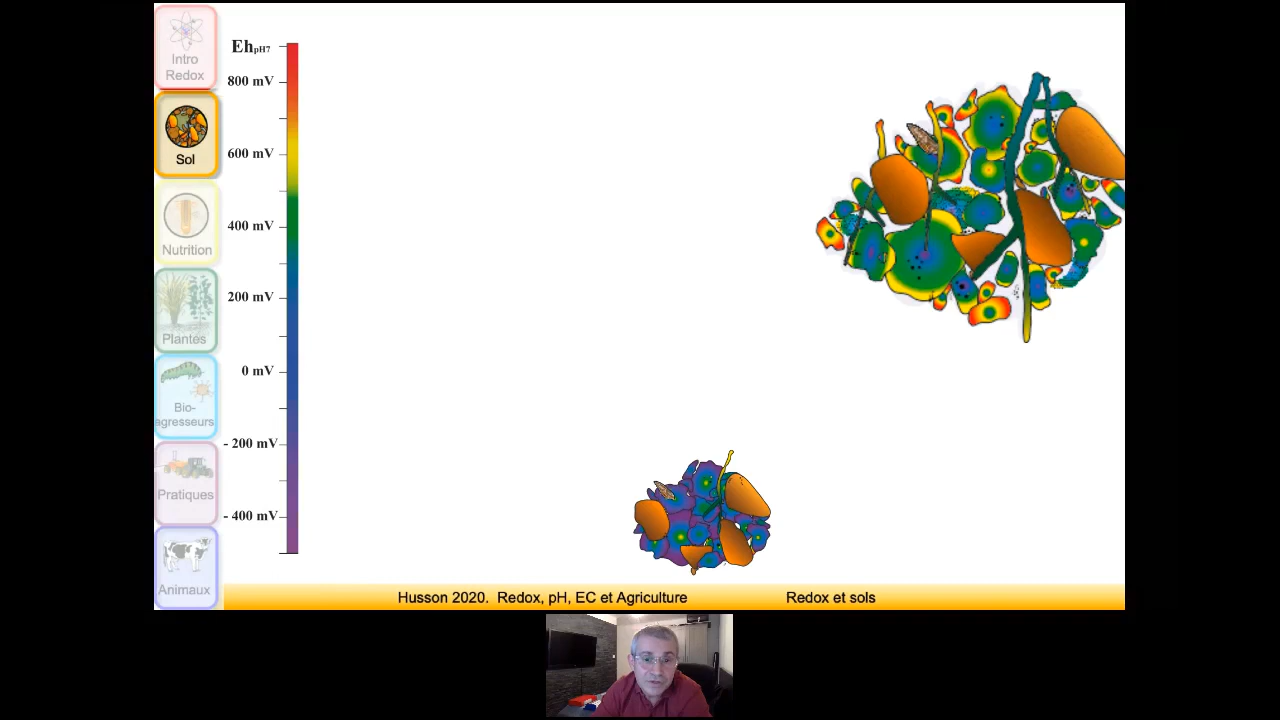 Intro
Redox
Sol
Nutrition
Plantes
Bio-
agresseurs
Pratiques
Animaux
EhpH7
800 mV
600 mV
400 mV
200 mV
0 mV
- 200 mV
- 400 mV
Husson 2020.  Redox, pH, EC et Agriculture
Redox et sols